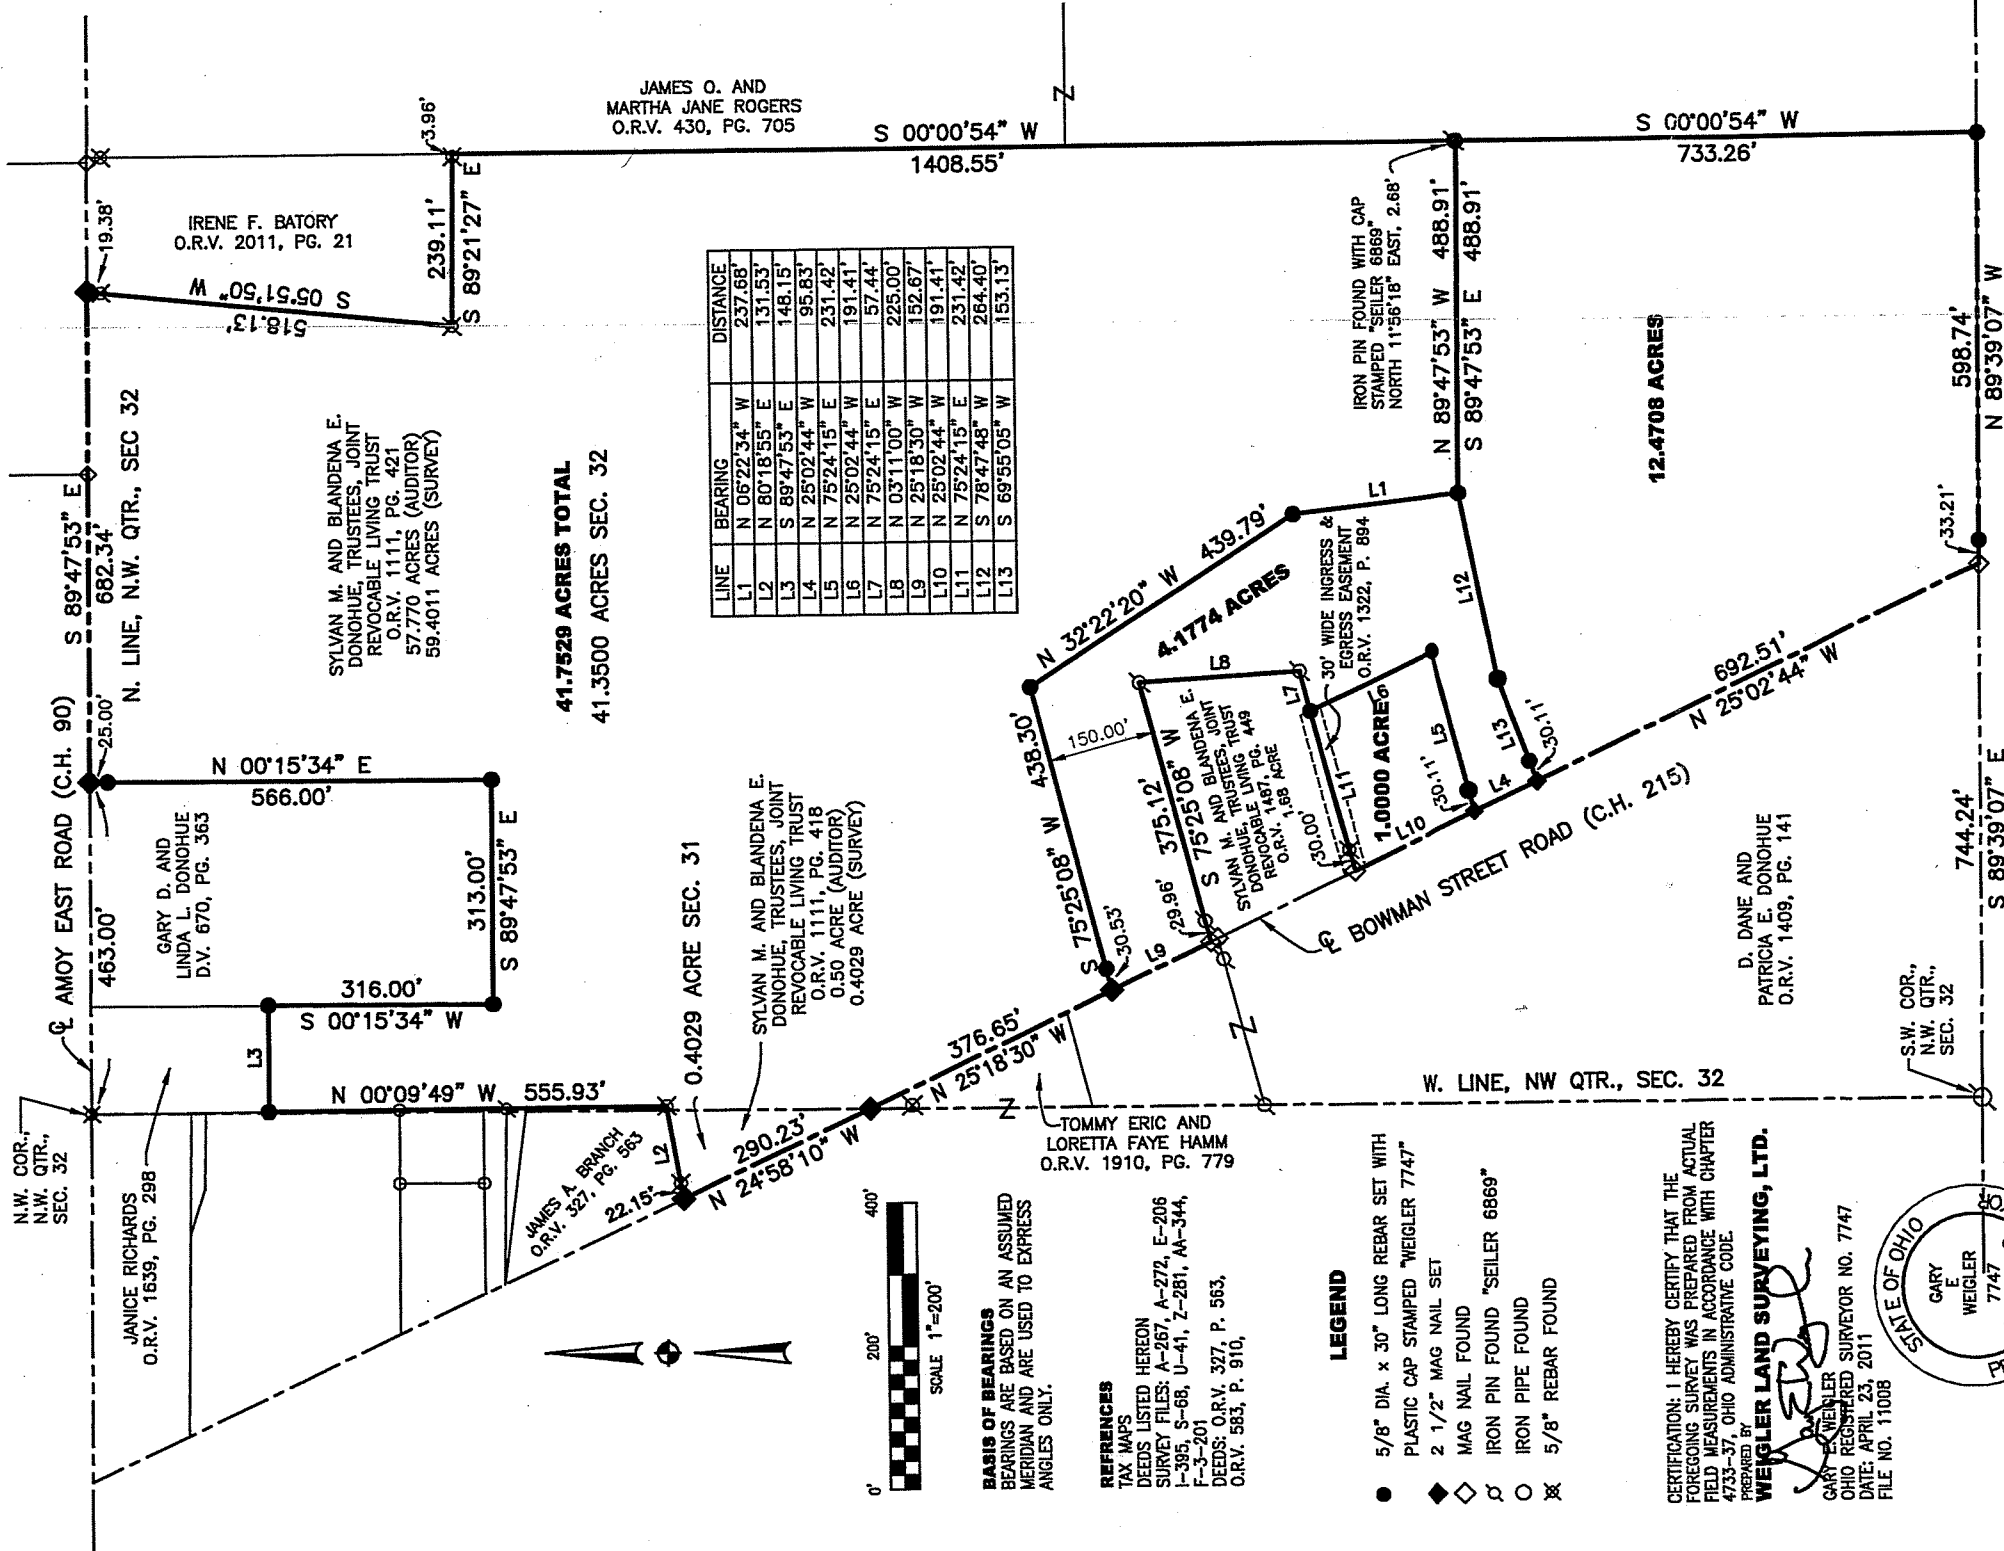 N.W. COR.,
N.W. QTR.,
SEC. 32
℄ AMOY EAST ROAD (C.H. 90)
S 89°47'53" E
682.34'
N. LINE, N.W. QTR., SEC 32
463.00'
25.00'
19.38'
3.96'
IRENE F. BATORY
O.R.V. 2011, PG. 21
S 05°51'50" W
518.13'
239.11'
S 89°21'27" E
JAMES O. AND
MARTHA JANE ROGERS
O.R.V. 430, PG. 705
S 00°00'54" W
1408.55'
S 00°00'54" W
733.26'
JANICE RICHARDS
O.R.V. 1639, PG. 298
GARY D. AND
LINDA L. DONOHUE
D.V. 670, PG. 363
N 00°15'34" E
566.00'
313.00'
S 89°47'53" E
316.00'
S 00°15'34" W
L3
N 00°09'49" W 555.93'
SYLVAN M. AND BLANDENA E.
DONOHUE, TRUSTEES, JOINT
REVOCABLE LIVING TRUST
O.R.V. 1111, PG. 421
57.770 ACRES (AUDITOR)
59.4011 ACRES (SURVEY)
41.7529 ACRES TOTAL
41.3500 ACRES SEC. 32
0.4029 ACRE SEC. 31
SYLVAN M. AND BLANDENA E.
DONOHUE, TRUSTEES, JOINT
REVOCABLE LIVING TRUST
O.R.V. 1111, PG. 418
0.50 ACRE (AUDITOR)
0.4029 ACRE (SURVEY)
JAMES A. BRANCH
O.R.V. 327, PG. 563
L2
22.15'
290.23'
N 24°58'10" W
376.65'
N 25°18'30" W
TOMMY ERIC AND
LORETTA FAYE HAMM
O.R.V. 1910, PG. 779
LINE BEARING DISTANCE
L1 N 06°22'34" W 237.68'
L2 N 80°18'55" E 131.53'
L3 S 89°47'53" E 148.15'
L4 N 25°02'44" W 95.83'
L5 N 75°24'15" E 231.42'
L6 N 25°02'44" W 191.41'
L7 N 75°24'15" E 57.44'
L8 N 03°11'00" W 225.00'
L9 N 25°18'30" W 152.67'
L10 N 25°02'44" W 191.41'
L11 N 75°24'15" E 231.42'
L12 S 78°47'48" W 264.40'
L13 S 69°55'05" W 153.13'
N 32°22'20" W 439.79'
4.1774 ACRES
438.30'
S 75°25'08" W
150.00'
375.12'
S 75°25'08" W
L8
L1
L7
30' WIDE INGRESS &
EGRESS EASEMENT
O.R.V. 1322, P. 894
SYLVAN M. AND BLANDENA E.
DONOHUE, TRUSTEES, JOINT
REVOCABLE LIVING TRUST
O.R.V. 1487, PG. 449
1.68 ACRE
30.53'
29.96'
L9
30.00'
L11
L6
1.0000 ACRES
L10
L5
30.11'
L4
L13
30.11'
L12
℄ BOWMAN STREET ROAD (C.H. 215)
IRON PIN FOUND WITH CAP
STAMPED "SEILER 6869"
NORTH 11°56'18" EAST, 2.68'
N 89°47'53" W 488.91'
S 89°47'53" E 488.91'
12.4708 ACRES
692.51'
N 25°02'44" W
33.21'
598.74'
N 89°39'07" W
D. DANE AND
PATRICIA E. DONOHUE
O.R.V. 1409, PG. 141
744.24'
S 89°39'07" E
W. LINE, NW QTR., SEC. 32
S.W. COR.,
N.W. QTR.,
SEC. 32
0' 200' 400'
SCALE 1"=200'
BASIS OF BEARINGS
BEARINGS ARE BASED ON AN ASSUMED
MERIDIAN AND ARE USED TO EXPRESS
ANGLES ONLY.
REFRENCES
TAX MAPS
DEEDS LISTED HEREON
SURVEY FILES: A-267, A-272, E-206
I-395, S-68, U-41, Z-281, AA-344,
F-3-201
DEEDS: O.R.V. 327, P. 563,
O.R.V. 583, P. 910,
LEGEND
5/8" DIA. x 30" LONG REBAR SET WITH
PLASTIC CAP STAMPED "WEIGLER 7747"
2 1/2" MAG NAIL SET
MAG NAIL FOUND
IRON PIN FOUND "SEILER 6869"
IRON PIPE FOUND
5/8" REBAR FOUND
CERTIFICATION: I HEREBY CERTIFY THAT THE
FOREGOING SURVEY WAS PREPARED FROM ACTUAL
FIELD MEASUREMENTS IN ACCORDANCE WITH CHAPTER
4733-37, OHIO ADMINISTRATIVE CODE.
PREPARED BY
WEIGLER LAND SURVEYING, LTD.
GARY E. WEIGLER
OHIO REGISTERED SURVEYOR NO. 7747
DATE: APRIL 23, 2011
FILE NO. 11008
STATE OF OHIO
GARY
E
WEIGLER
7747